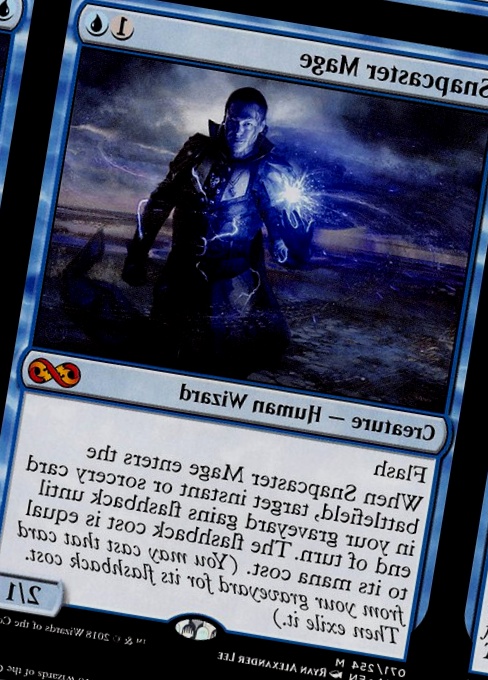 Snapcaster Mage
1
Creature — Human Wizard
Flash
When Snapcaster Mage enters the
battlefield, target instant or sorcery card
in your graveyard gains flashback until
end of turn. The flashback cost is equal
to its mana cost. (You may cast that card
from your graveyard for its flashback cost.
Then exile it.)
2/1
071/254 M
EN RYAN ALEXANDER LEE
™ & © 2018 Wizards of the Co